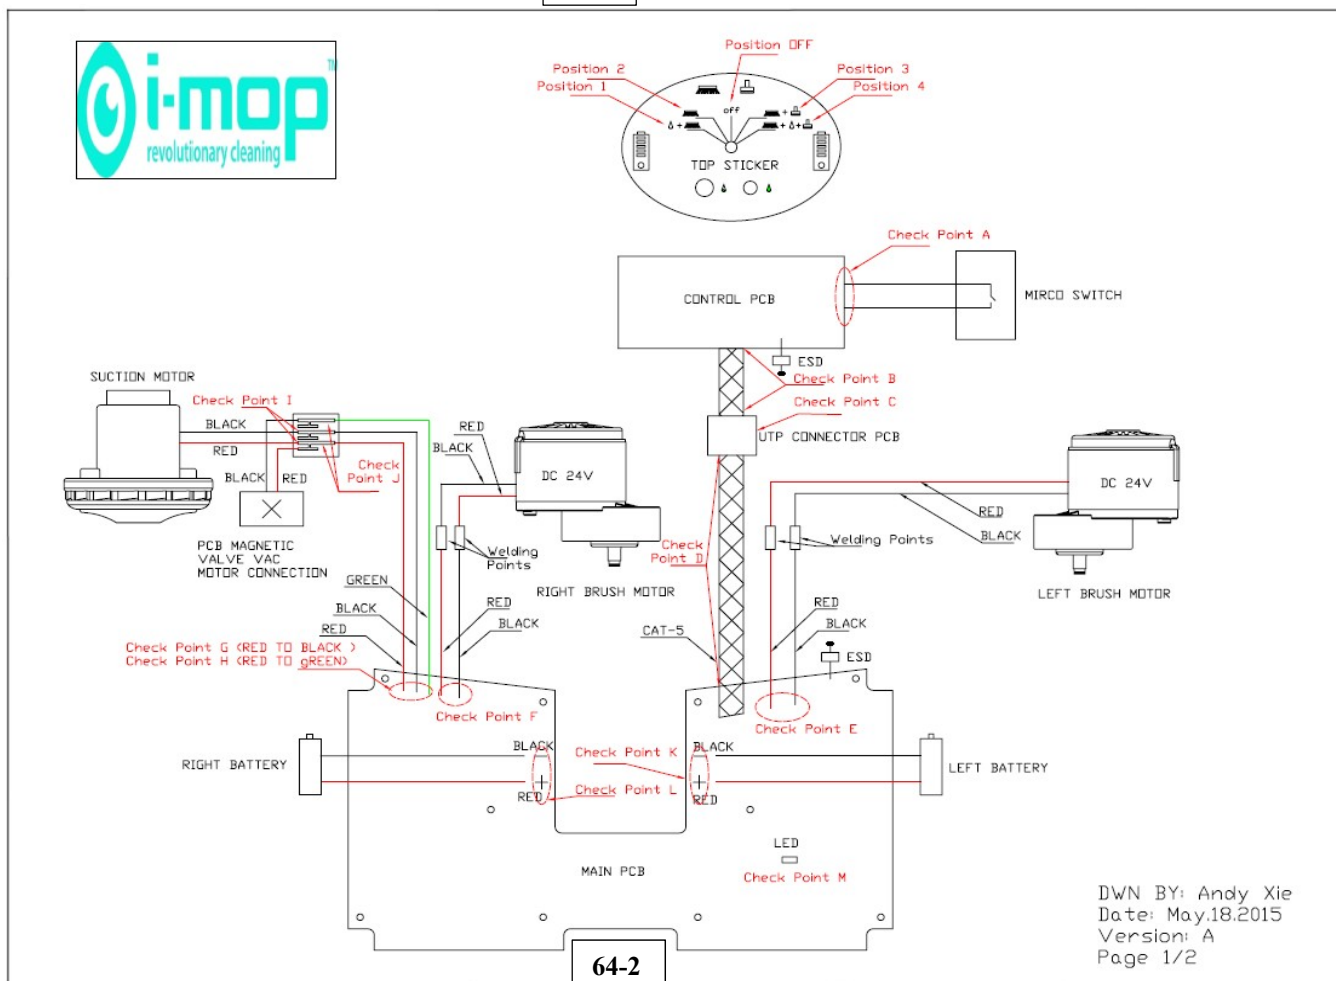 i-mop
TM
revolutionary cleaning
Position OFF
Position 2
Position 1
Position 3
Position 4
off
+
+
+ +
TOP STICKER
Check Point A
CONTROL PCB
MIRCO SWITCH
ESD
Check Point B
Check Point C
UTP CONNECTOR PCB
SUCTION MOTOR
Check Point I
BLACK
RED
BLACK
RED
Check
Point J
PCB MAGNETIC
VALVE VAC
MOTOR CONNECTION
RED
BLACK
DC 24V
Welding
Points
RIGHT BRUSH MOTOR
Check
Point D
DC 24V
RED
BLACK
Welding Points
LEFT BRUSH MOTOR
GREEN
BLACK
RED
RED
BLACK
CAT-5
RED
BLACK
ESD
Check Point G (RED TO BLACK )
Check Point H (RED TO gREEN)
Check Point F
Check Point E
RIGHT BATTERY
BLACK
RED
Check Point K
Check Point L
BLACK
RED
LEFT BATTERY
LED
Check Point M
MAIN PCB
DWN BY: Andy Xie
Date: May.18.2015
Version: A
Page 1/2
64-2